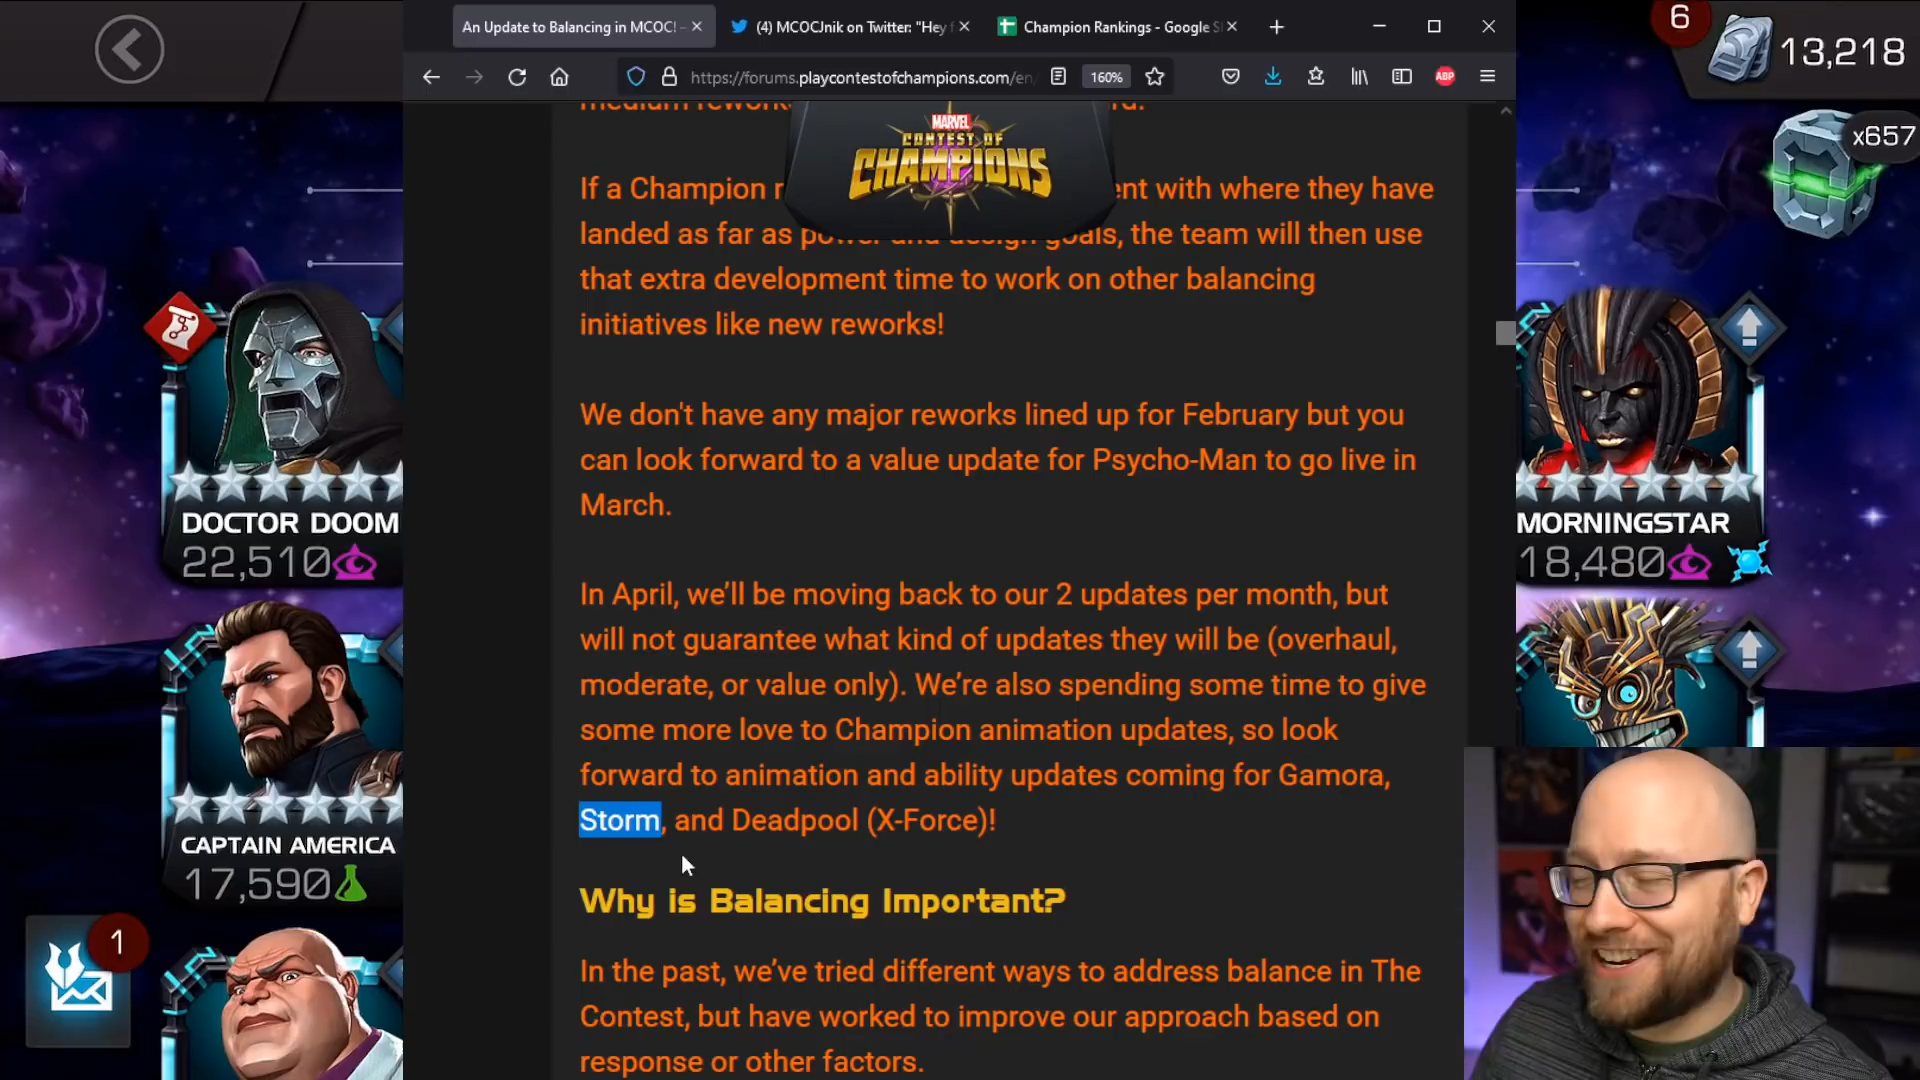 An Update to Balancing in MCOC! –
(4) MCOCJnik on Twitter: "Hey f
Champion Rankings - Google S
https://forums.playcontestofchampions.com/en/
160%
ABP
6
13,218
x657
MARVEL
CONTEST OF
CHAMPIONS
If a Champion r ent with where they have
landed as far as power and design goals, the team will then use
that extra development time to work on other balancing
initiatives like new reworks!
We don't have any major reworks lined up for February but you
can look forward to a value update for Psycho-Man to go live in
March.
In April, we'll be moving back to our 2 updates per month, but
will not guarantee what kind of updates they will be (overhaul,
moderate, or value only). We're also spending some time to give
some more love to Champion animation updates, so look
forward to animation and ability updates coming for Gamora,
Storm, and Deadpool (X-Force)!
Why is Balancing Important?
In the past, we've tried different ways to address balance in The
Contest, but have worked to improve our approach based on
response or other factors.
DOCTOR DOOM
22,510
CAPTAIN AMERICA
17,590
1
MORNINGSTAR
18,480